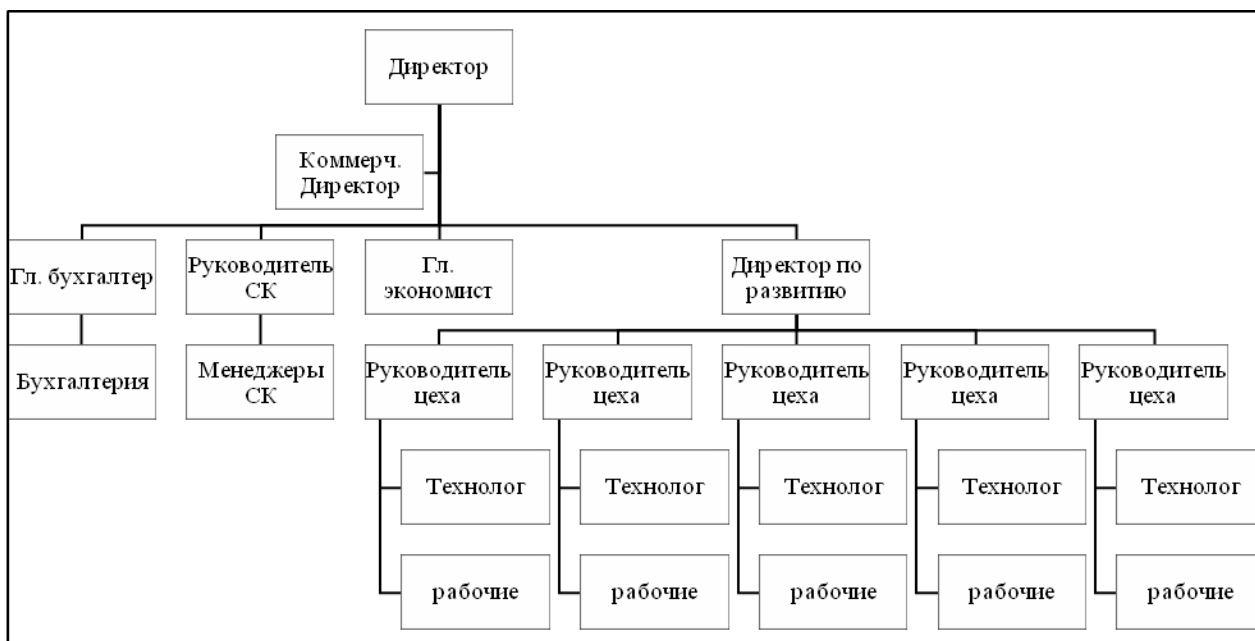 Директор
Коммерч.
Директор
Гл. бухгалтер
Руководитель
СК
Гл.
экономист
Директор по
развитию
Бухгалтерия
Менеджеры
СК
Руководитель
цеха
Руководитель
цеха
Руководитель
цеха
Руководитель
цеха
Руководитель
цеха
Технолог
Технолог
Технолог
Технолог
Технолог
рабочие
рабочие
рабочие
рабочие
рабочие